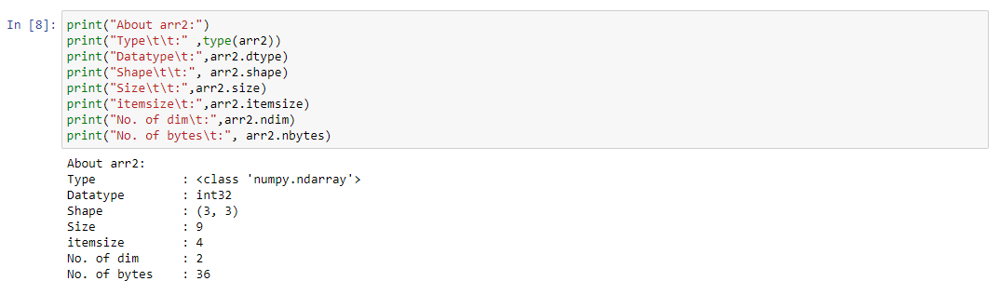 In [8]: print("About arr2:")
print("Type\t\t:" ,type(arr2))
print("Datatype\t:",arr2.dtype)
print("Shape\t\t:", arr2.shape)
print("Size\t\t:",arr2.size)
print("itemsize\t:",arr2.itemsize)
print("No. of dim\t:",arr2.ndim)
print("No. of bytes\t:", arr2.nbytes)
About arr2:
Type : <class 'numpy.ndarray'>
Datatype : int32
Shape : (3, 3)
Size : 9
itemsize : 4
No. of dim : 2
No. of bytes : 36